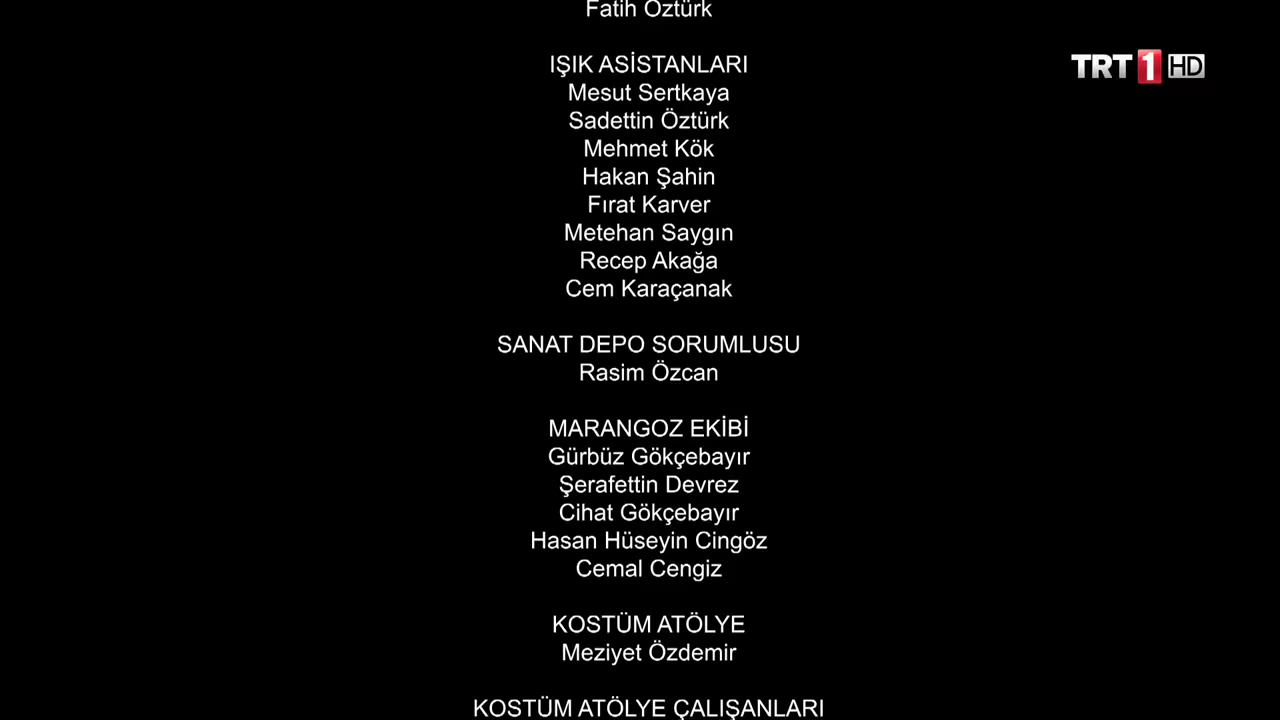 Fatih Öztürk
IŞIK ASİSTANLARI
TRT 1 HD
Mesut Sertkaya
Sadettin Öztürk
Mehmet Kök
Hakan Şahin
Fırat Karver
Metehan Saygın
Recep Akağa
Cem Karaçanak
SANAT DEPO SORUMLUSU
Rasim Özcan
MARANGOZ EKİBİ
Gürbüz Gökçebayır
Şerafettin Devrez
Cihat Gökçebayır
Hasan Hüseyin Cingöz
Cemal Cengiz
KOSTÜM ATÖLYE
Meziyet Özdemir
KOSTÜM ATÖLYE ÇALIŞANLARI